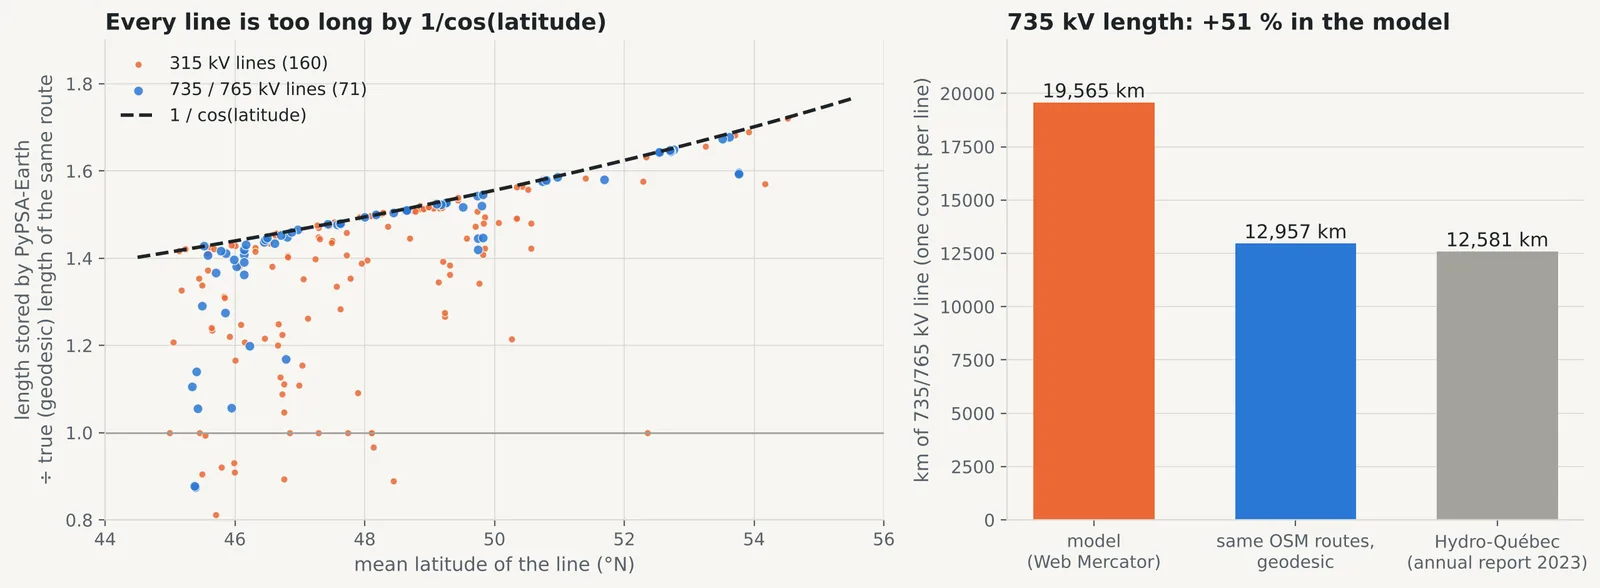 Every line is too long by 1/cos(latitude)
315 kV lines (160)
735 / 765 kV lines (71)
1 / cos(latitude)
length stored by PyPSA-Earth
÷ true (geodesic) length of the same route
1.8
1.6
1.4
1.2
1.0
0.8
44
46
48
50
52
54
56
mean latitude of the line (°N)
735 kV length: +51 % in the model
km of 735/765 kV line (one count per line)
20000
17500
15000
12500
10000
7500
5000
2500
0
19,565 km
12,957 km
12,581 km
model
(Web Mercator)
same OSM routes,
geodesic
Hydro-Québec
(annual report 2023)